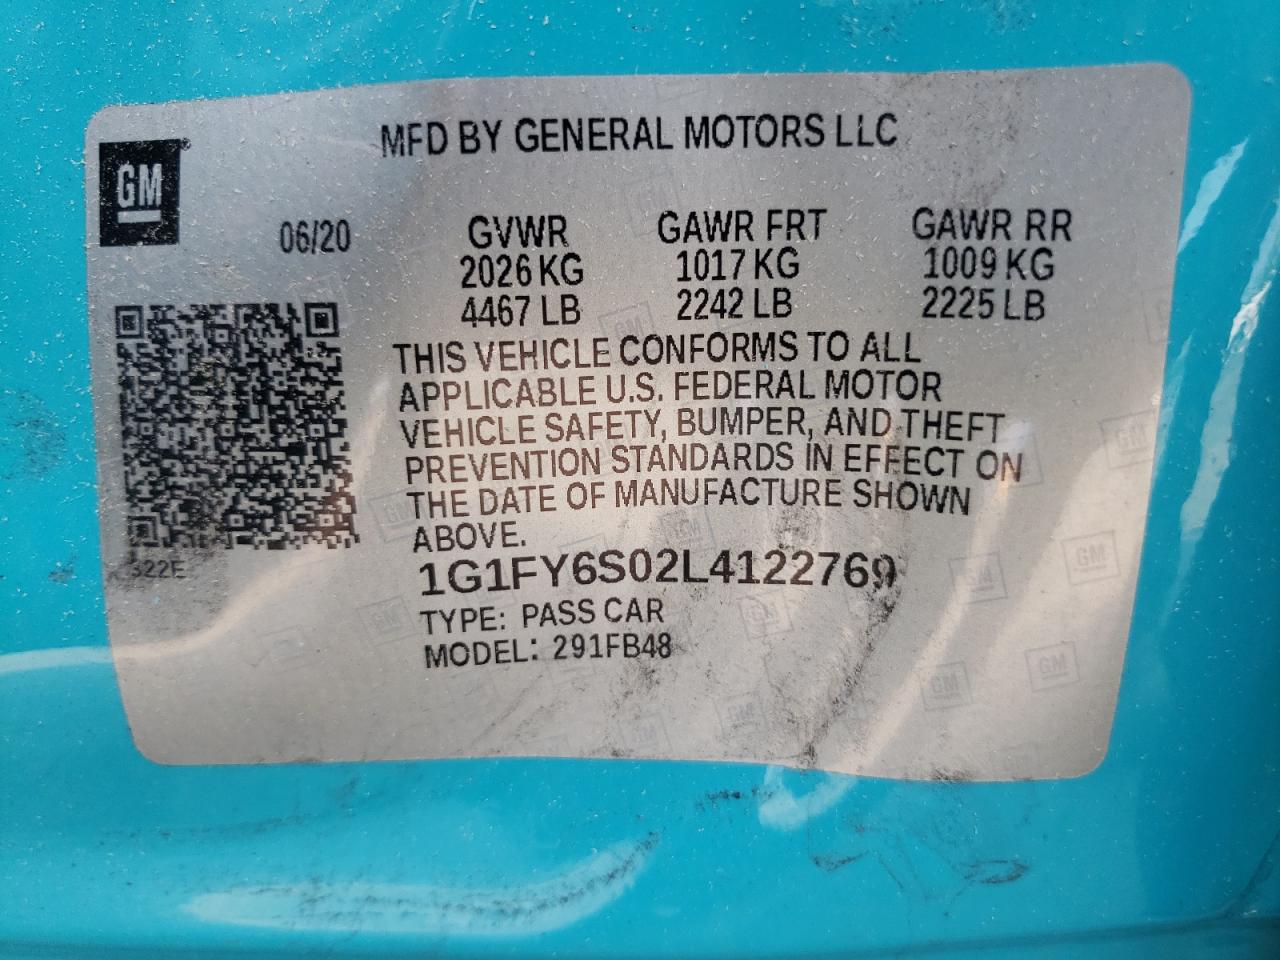 MFD BY GENERAL MOTORS LLC
GM
06/20
GVWR GAWR FRT GAWR RR
2026 KG 1017 KG 1009 KG
4467 LB 2242 LB 2225 LB
THIS VEHICLE CONFORMS TO ALL
APPLICABLE U.S. FEDERAL MOTOR
VEHICLE SAFETY, BUMPER, AND THEFT
PREVENTION STANDARDS IN EFFECT ON
THE DATE OF MANUFACTURE SHOWN
ABOVE.
1G1FY6S02L4122769
TYPE: PASS CAR
MODEL: 291FB48